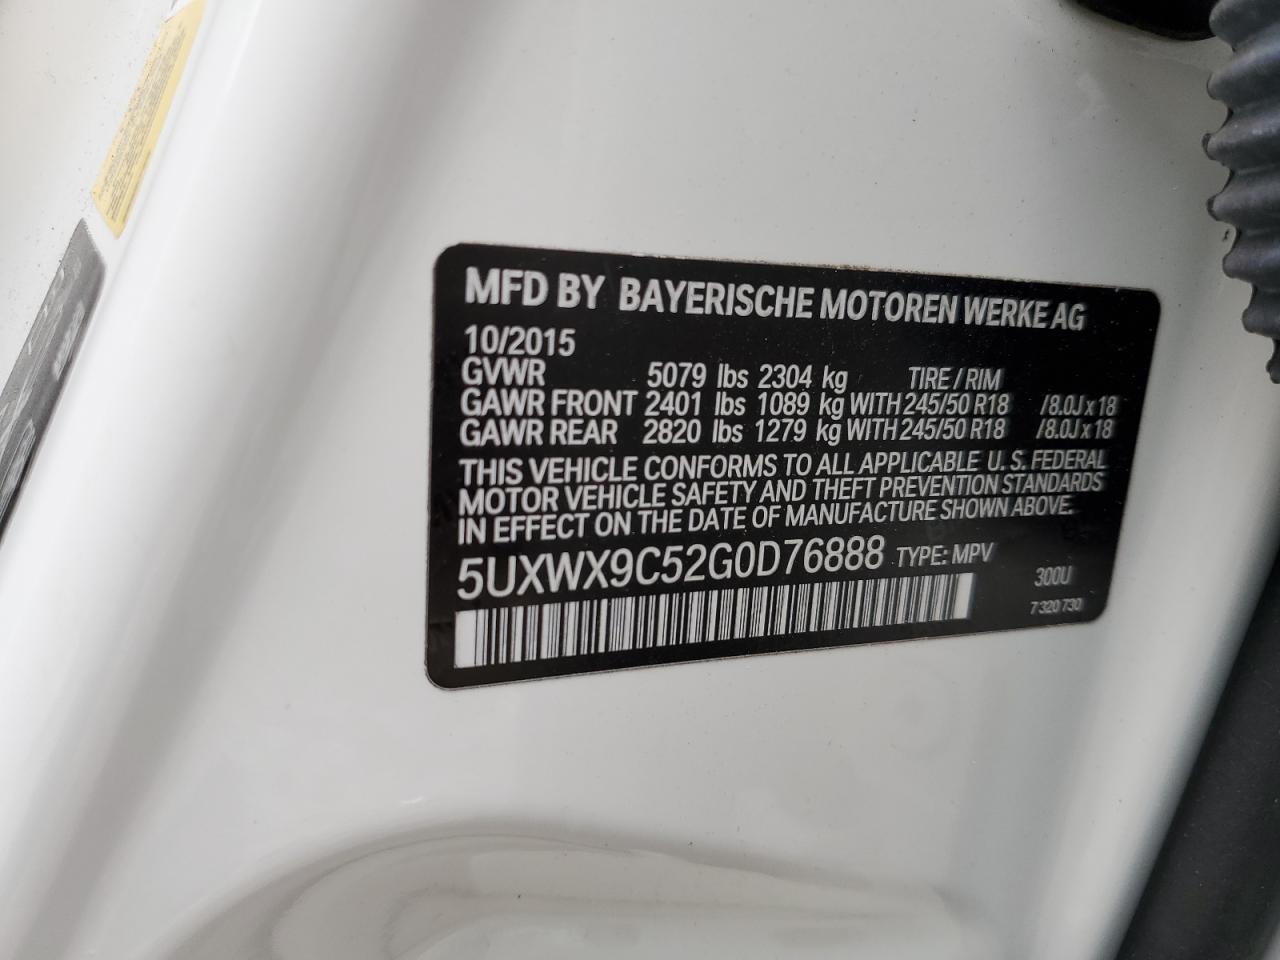 MFD BY BAYERISCHE MOTOREN WERKE AG
10/2015
GVWR 5079 lbs 2304 kg TIRE / RIM
GAWR FRONT 2401 lbs 1089 kg WITH 245/50 R18 /8.0J x 18
GAWR REAR 2820 lbs 1279 kg WITH 245/50 R18 /8.0J x 18
THIS VEHICLE CONFORMS TO ALL APPLICABLE U. S. FEDERAL
MOTOR VEHICLE SAFETY AND THEFT PREVENTION STANDARDS
IN EFFECT ON THE DATE OF MANUFACTURE SHOWN ABOVE.
5UXWX9C52G0D76888 TYPE: MPV
300U
7 320 730